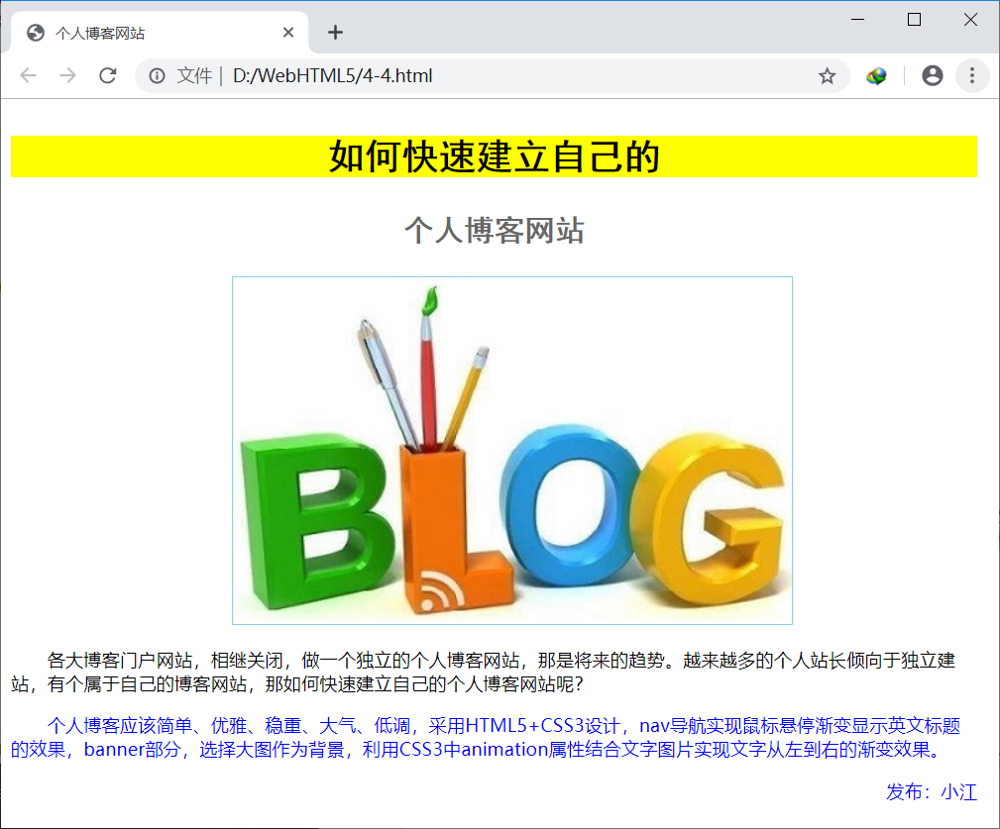 个人博客网站
文件 | D:/WebHTML5/4-4.html
如何快速建立自己的
个人博客网站
BLOG
各大博客门户网站，相继关闭，做一个独立的个人博客网站，那是将来的趋势。越来越多的个人站长倾向于独立建
站，有个属于自己的博客网站，那如何快速建立自己的个人博客网站呢？
个人博客应该简单、优雅、稳重、大气、低调，采用HTML5+CSS3设计，nav导航实现鼠标悬停渐变显示英文标题
的效果，banner部分，选择大图作为背景，利用CSS3中animation属性结合文字图片实现文字从左到右的渐变效果。
发布：小江